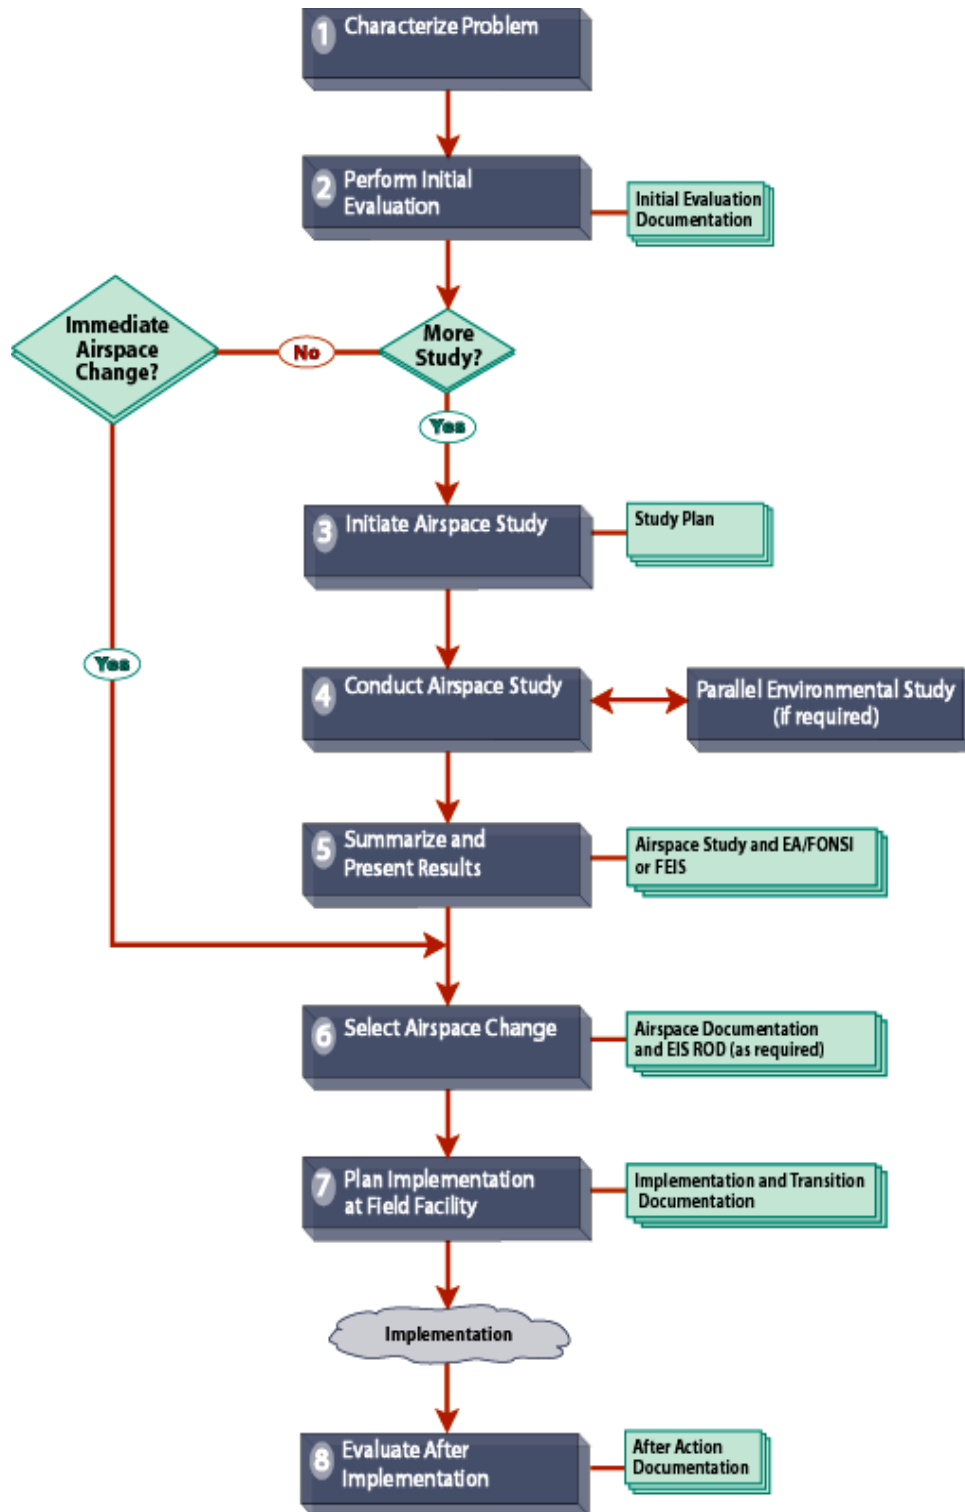 1 Characterize Problem
2 Perform Initial
Evaluation
Initial Evaluation
Documentation
Immediate
Airspace
Change?
No
More
Study?
Yes
3 Initiate Airspace Study
Study Plan
Yes
4 Conduct Airspace Study
Parallel Environmental Study
(if required)
5 Summarize and
Present Results
Airspace Study and EA/FONSI
or FEIS
6 Select Airspace Change
Airspace Documentation
and EIS ROD (as required)
7 Plan Implementation
at Field Facility
Implementation and Transition
Documentation
Implementation
8 Evaluate After
Implementation
After Action
Documentation